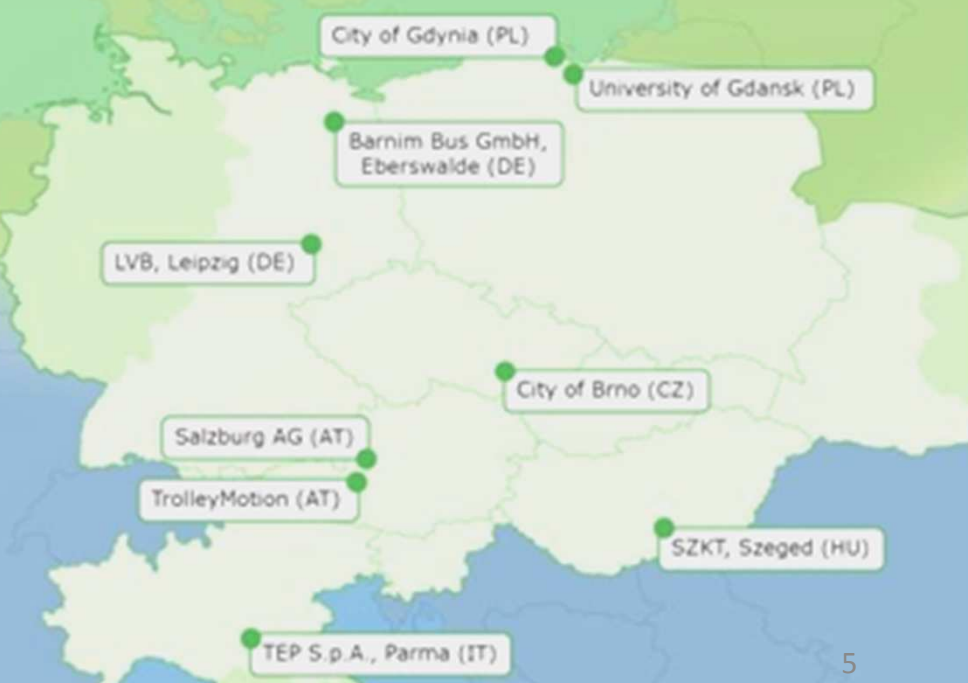 City of Gdynia (PL)
University of Gdansk (PL)
Barnim Bus GmbH,
Eberswalde (DE)
LVB, Leipzig (DE)
City of Brno (CZ)
Salzburg AG (AT)
TrolleyMotion (AT)
SZKT, Szeged (HU)
TEP S.p.A., Parma (IT)
5